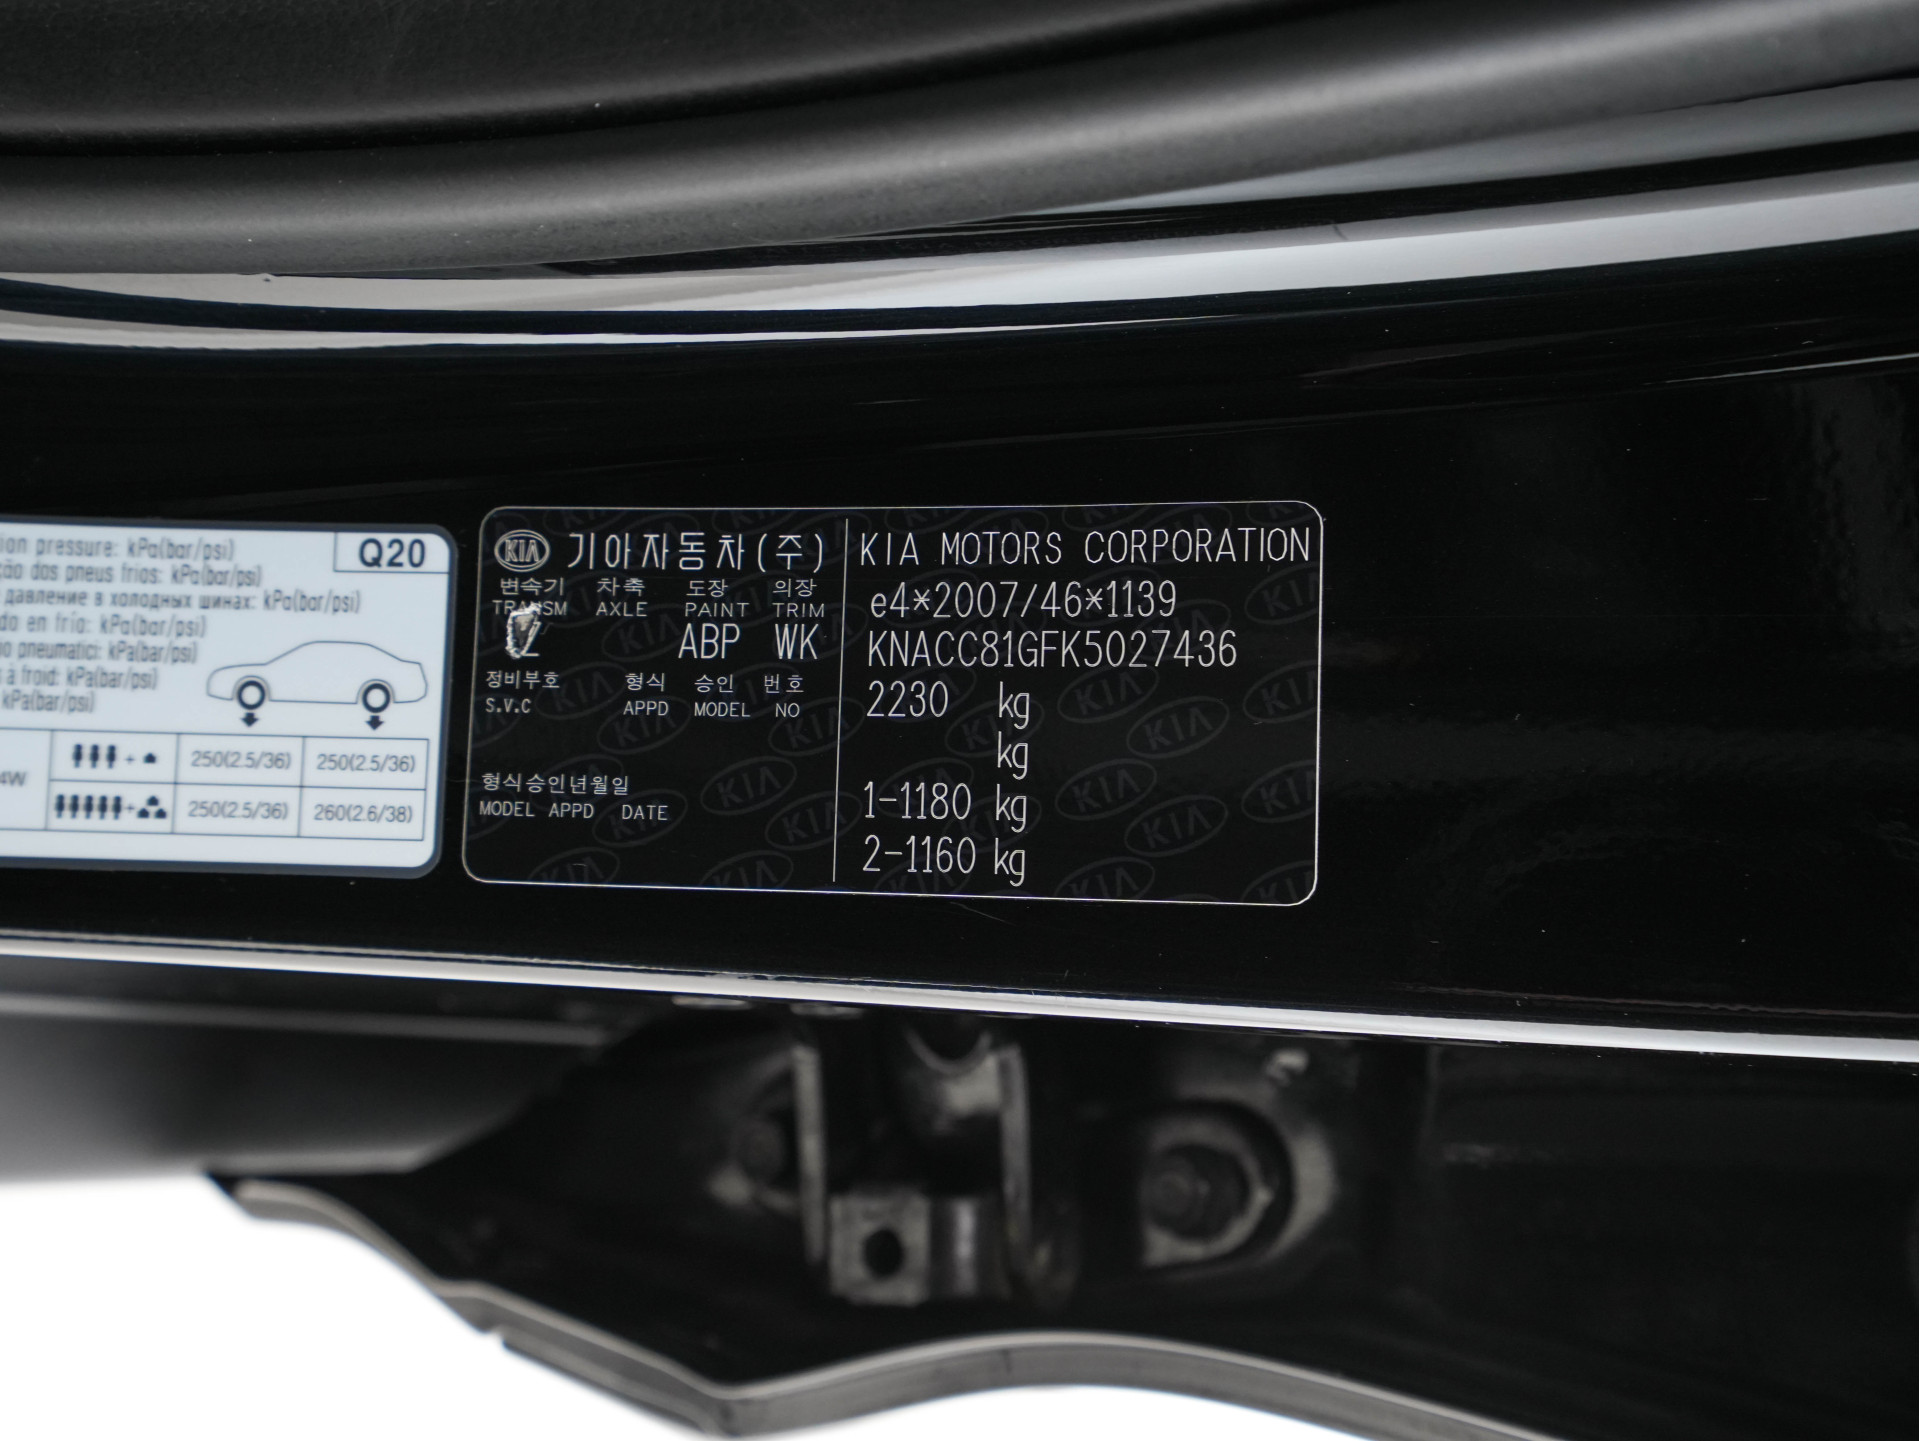 ion pressure: kPa(bar/psi)
Q20
ção dos pneus frios: kPa(bar/psi)
давление в холодных шинах: kPa(bar/psi)
do en frío: kPa(bar/psi)
pneumatici: kPa(bar/psi)
à froid: kPa(bar/psi)
kPa(bar/psi)
250(2.5/36) 250(2.5/36)
4W
250(2.5/36) 260(2.6/38)
KIA 기아자동차(주)
변속기 차축 도장 의장
TRANSM AXLE PAINT TRIM
ABP WK
정비부호 형식 승인 번호
S.V.C APPD MODEL NO
형식승인년월일
MODEL APPD DATE
KIA MOTORS CORPORATION
e4*2007/46*1139
KNACC81GFK5027436
2230 kg
kg
1-1180 kg
2-1160 kg